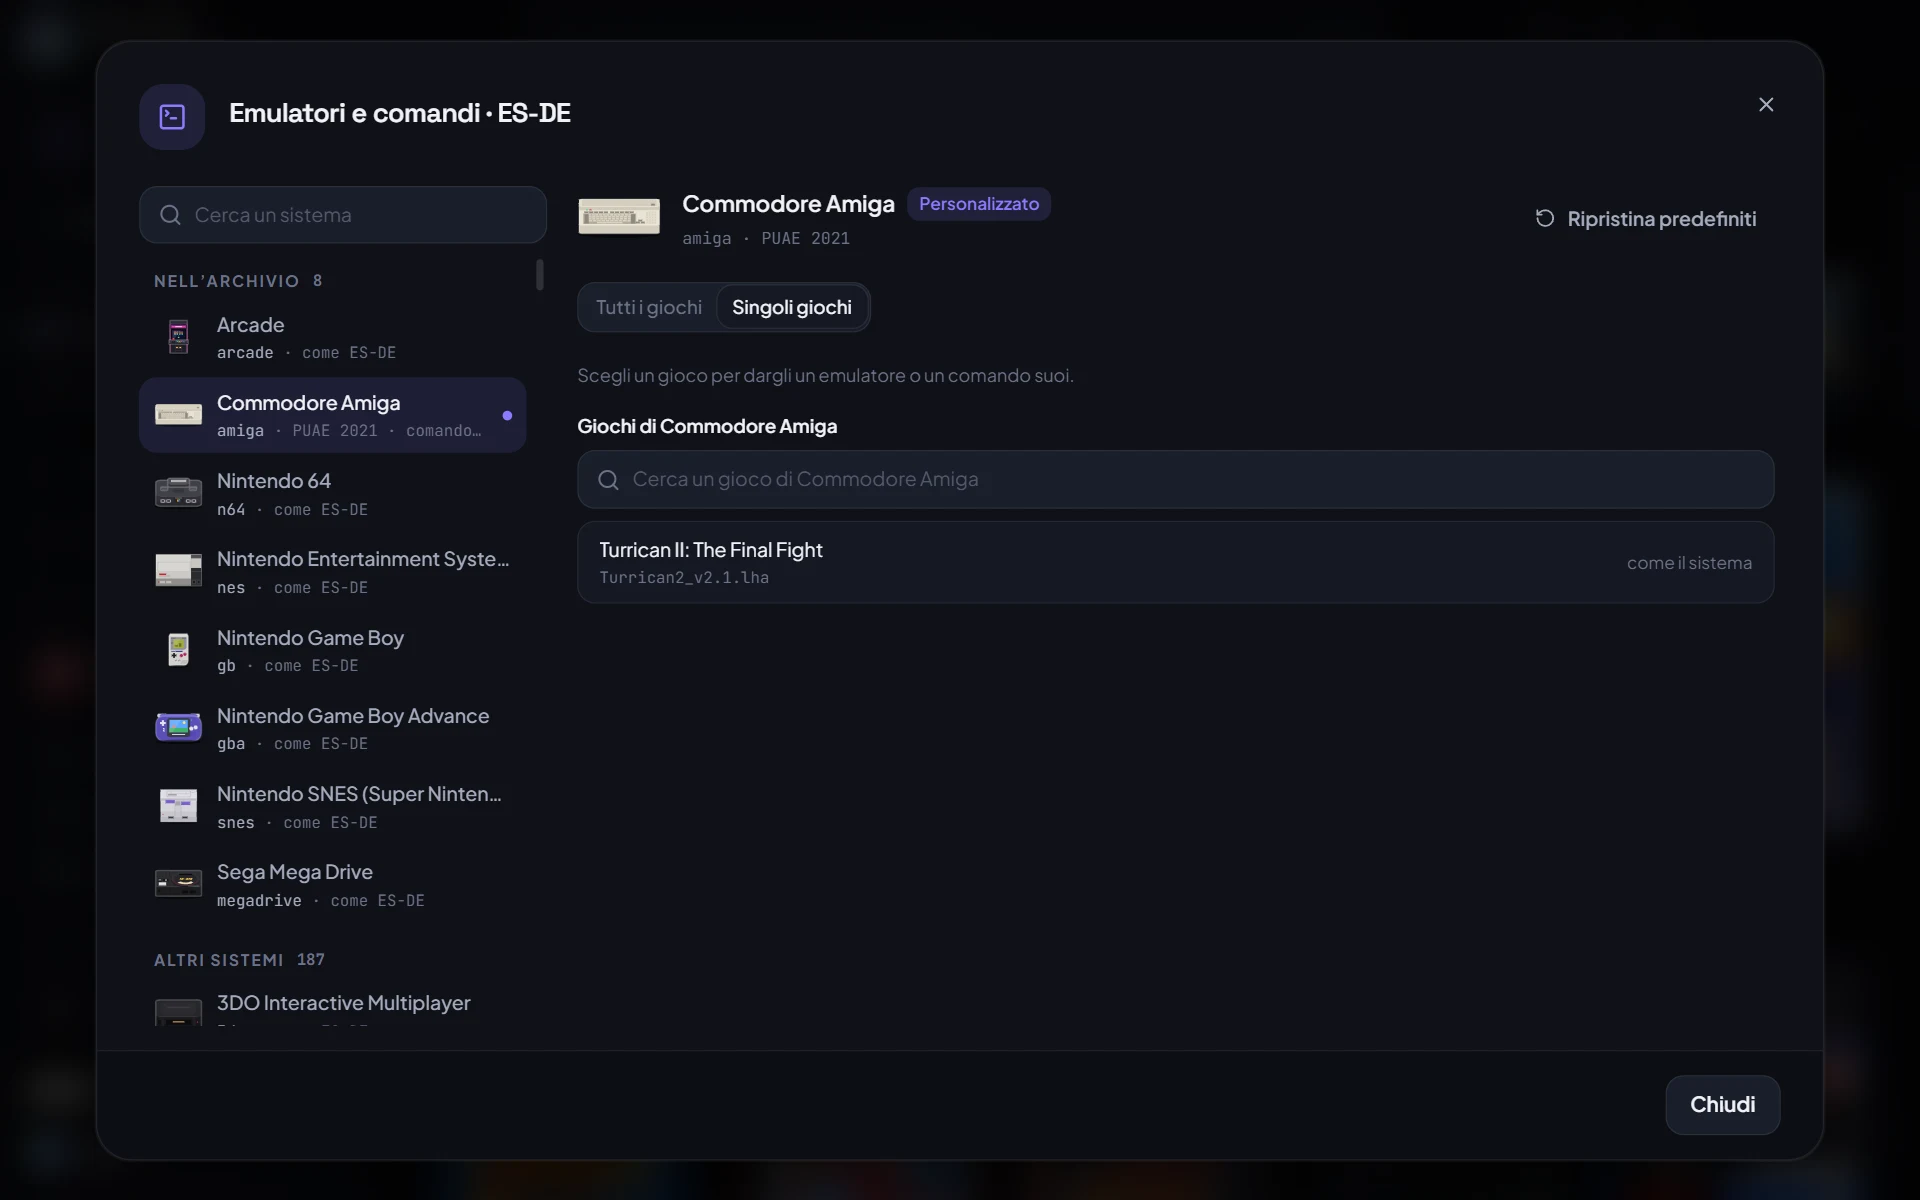 Emulatori e comandi · ES-DE
Cerca un sistema
NELL'ARCHIVIO 8
Arcade
arcade · come ES-DE
Commodore Amiga
amiga · PUAE 2021 · comando…
Nintendo 64
n64 · come ES-DE
Nintendo Entertainment Syste…
nes · come ES-DE
Nintendo Game Boy
gb · come ES-DE
Nintendo Game Boy Advance
gba · come ES-DE
Nintendo SNES (Super Ninten…
snes · come ES-DE
Sega Mega Drive
megadrive · come ES-DE
ALTRI SISTEMI 187
3DO Interactive Multiplayer
Commodore Amiga Personalizzato
amiga · PUAE 2021
Ripristina predefiniti
Tutti i giochi Singoli giochi
Scegli un gioco per dargli un emulatore o un comando suoi.
Giochi di Commodore Amiga
Cerca un gioco di Commodore Amiga
Turrican II: The Final Fight
Turrican2_v2.1.lha
come il sistema
Chiudi